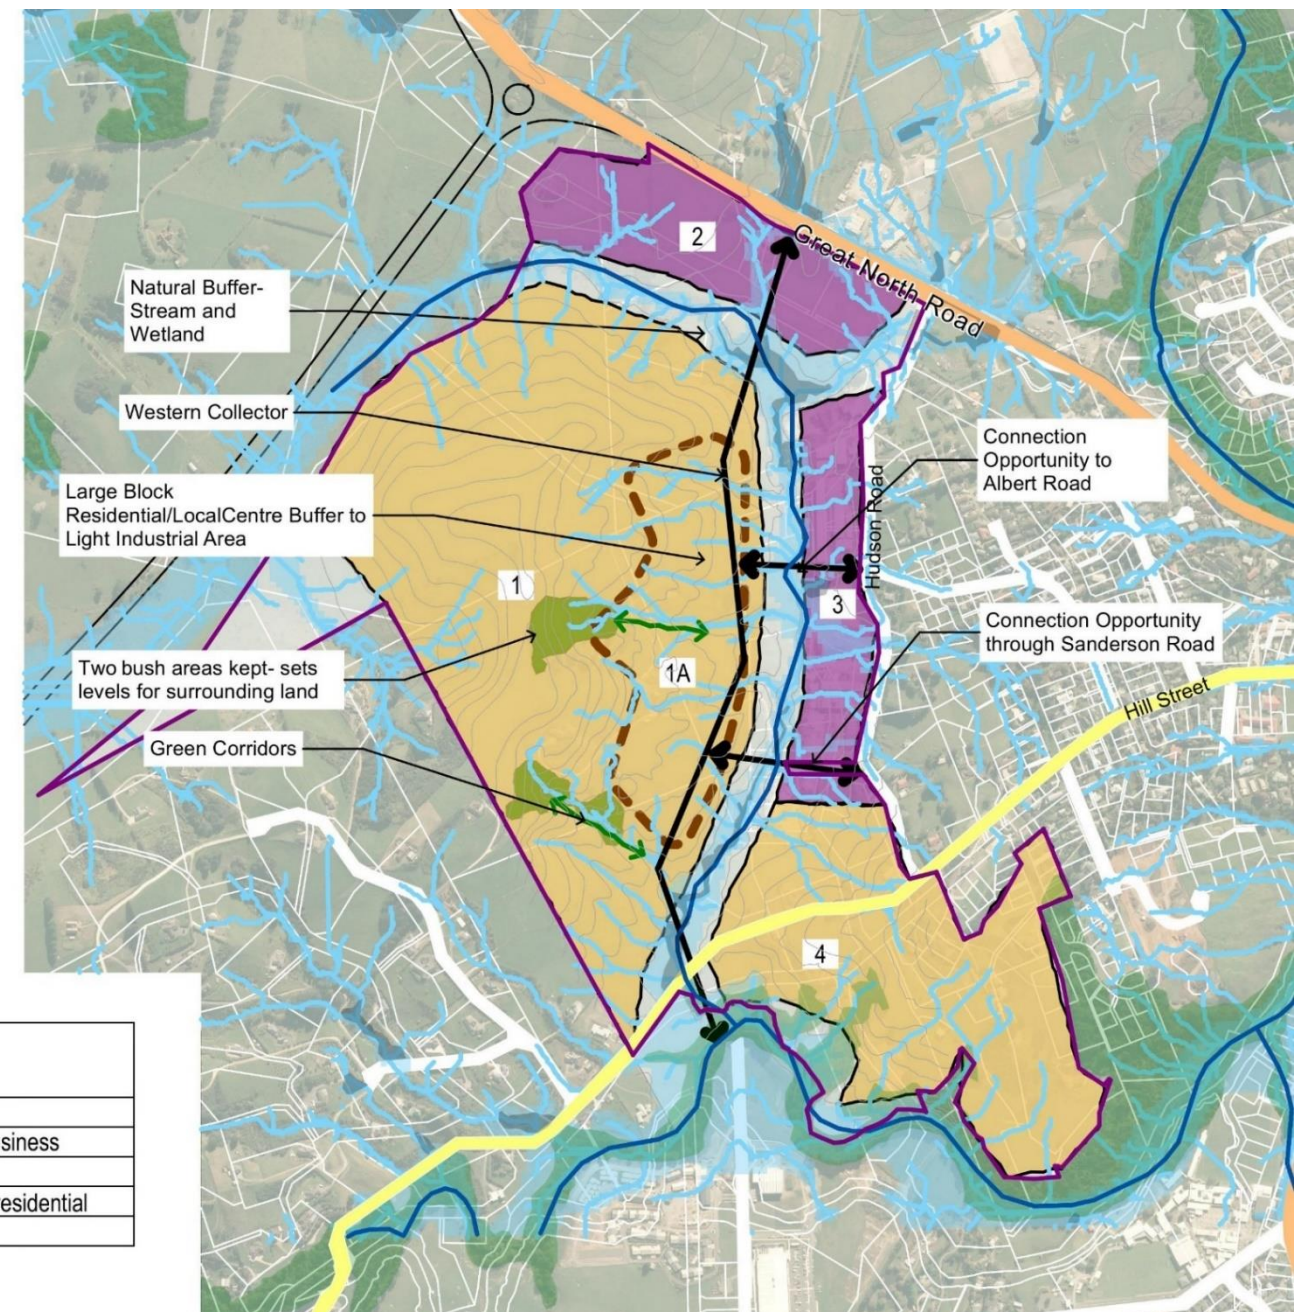 2
Great North Road
Natural Buffer-
Stream and
Wetland
Western Collector
Connection
Opportunity to
Albert Road
Large Block
Residential/LocalCentre Buffer to
Light Industrial Area
Hudson Road
1
3
Connection Opportunity
through Sanderson Road
Two bush areas kept- sets
levels for surrounding land
1A
Hill Street
Green Corridors
4
siness
esidential